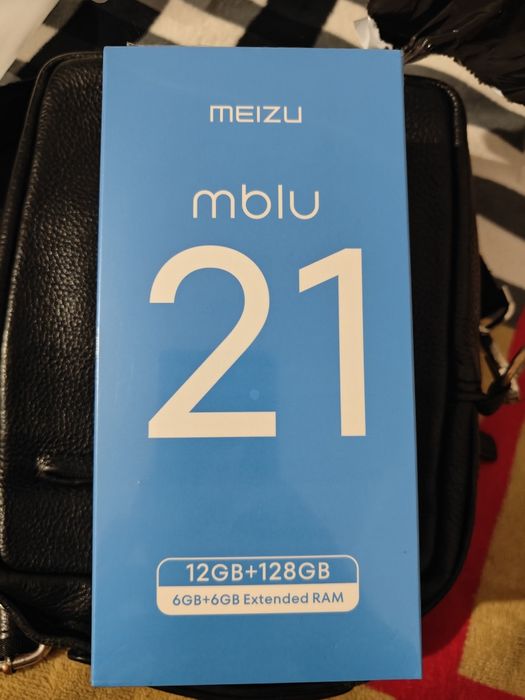 MEIZU
mblu
21
12GB+128GB
6GB+6GB Extended RAM